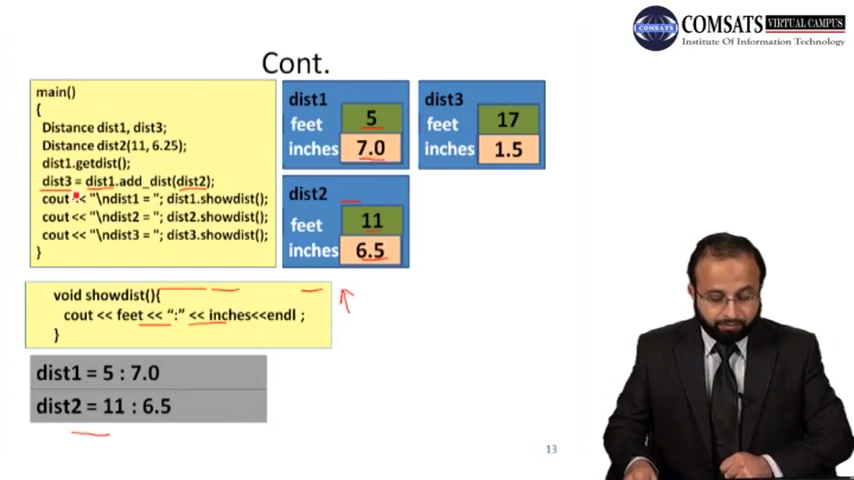 COMSATS VIRTUAL CAMPUS
COMSATS
Institute Of Information Technology
Cont.
main()
{
Distance dist1, dist3;
Distance dist2(11, 6.25);
dist1.getdist();
dist3 = dist1.add_dist(dist2);
cout << "\ndist1 = "; dist1.showdist();
cout << "\ndist2 = "; dist2.showdist();
cout << "\ndist3 = "; dist3.showdist();
}
dist1
feet 5
inches 7.0
dist3
feet 17
inches 1.5
dist2
feet 11
inches 6.5
void showdist(){
cout << feet << “:” << inches<<endl ;
}
dist1 = 5 : 7.0
dist2 = 11 : 6.5
13